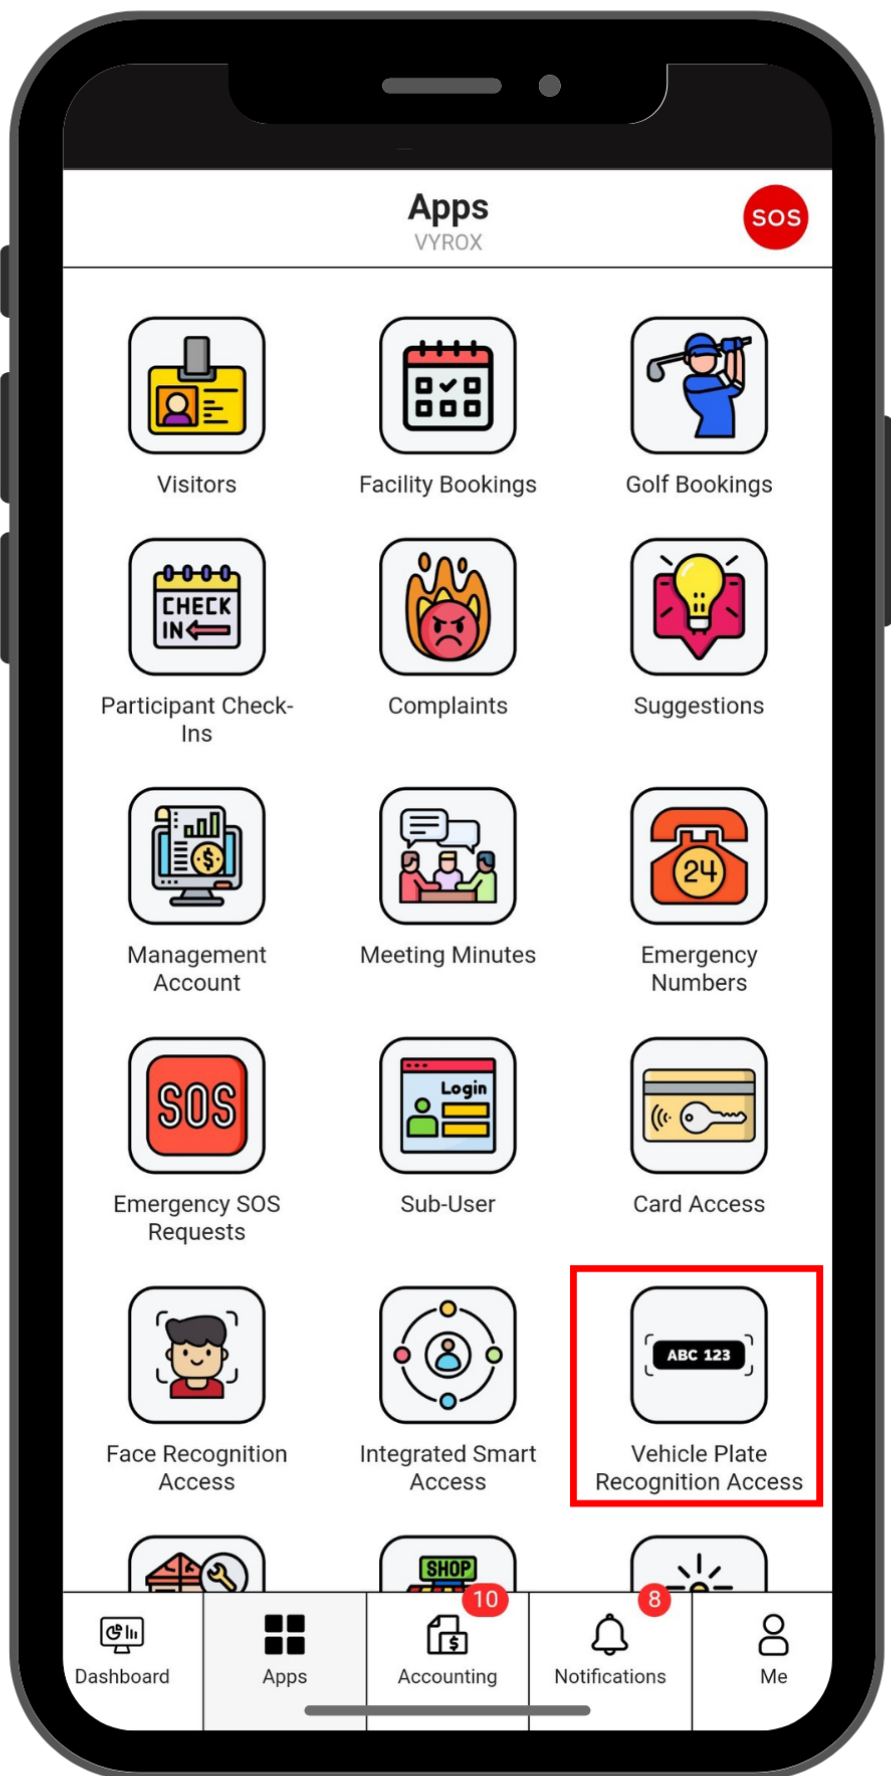 Apps
VYROX
SOS
Visitors
Facility Bookings
Golf Bookings
CHECK
IN
Participant Check-
Ins
Complaints
Suggestions
$
Management
Account
Meeting Minutes
24
Emergency
Numbers
SOS
Emergency SOS
Requests
Login
Sub-User
Card Access
Face Recognition
Access
Integrated Smart
Access
ABC 123
Vehicle Plate
Recognition Access
SHOP
Dashboard
Apps
10
$
Accounting
8
Notifications
Me